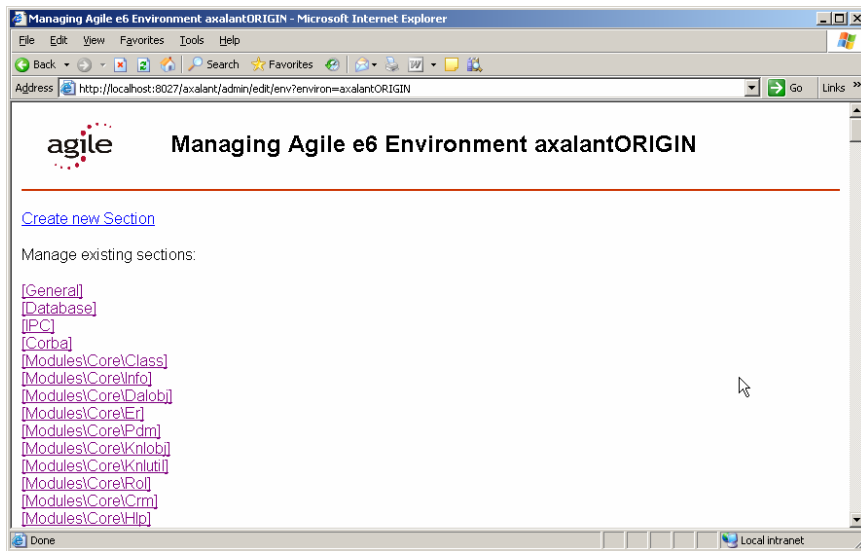 Managing Agile e6 Environment axalantORIGIN - Microsoft Internet Explorer
File Edit View Favorites Tools Help
Back Search Favorites
Address http://localhost:8027/axalant/admin/edit/env?environ=axalantORIGIN Go Links »
agile Managing Agile e6 Environment axalantORIGIN
Create new Section
Manage existing sections:
[General]
[Database]
[IPC]
[Corba]
[Modules\Core\Class]
[Modules\Core\Info]
[Modules\Core\Dalobj]
[Modules\Core\Er]
[Modules\Core\Pdm]
[Modules\Core\Knlobj]
[Modules\Core\Knlutil]
[Modules\Core\Rol]
[Modules\Core\Crm]
[Modules\Core\Hlp]
Done Local intranet